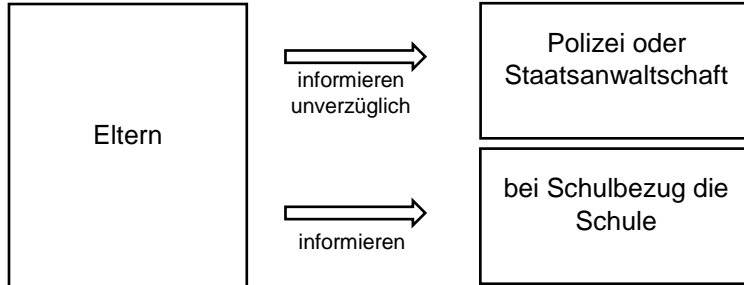 Eltern
informieren
unverzüglich
Polizei oder
Staatsanwaltschaft
informieren
bei Schulbezug die
Schule